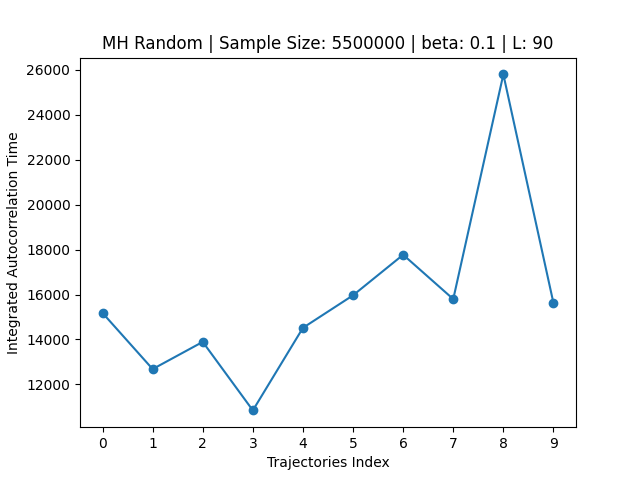 MH Random | Sample Size: 5500000 | beta: 0.1 | L: 90
26000
24000
22000
20000
18000
16000
14000
12000
Integrated Autocorrelation Time
0 1 2 3 4 5 6 7 8 9
Trajectories Index